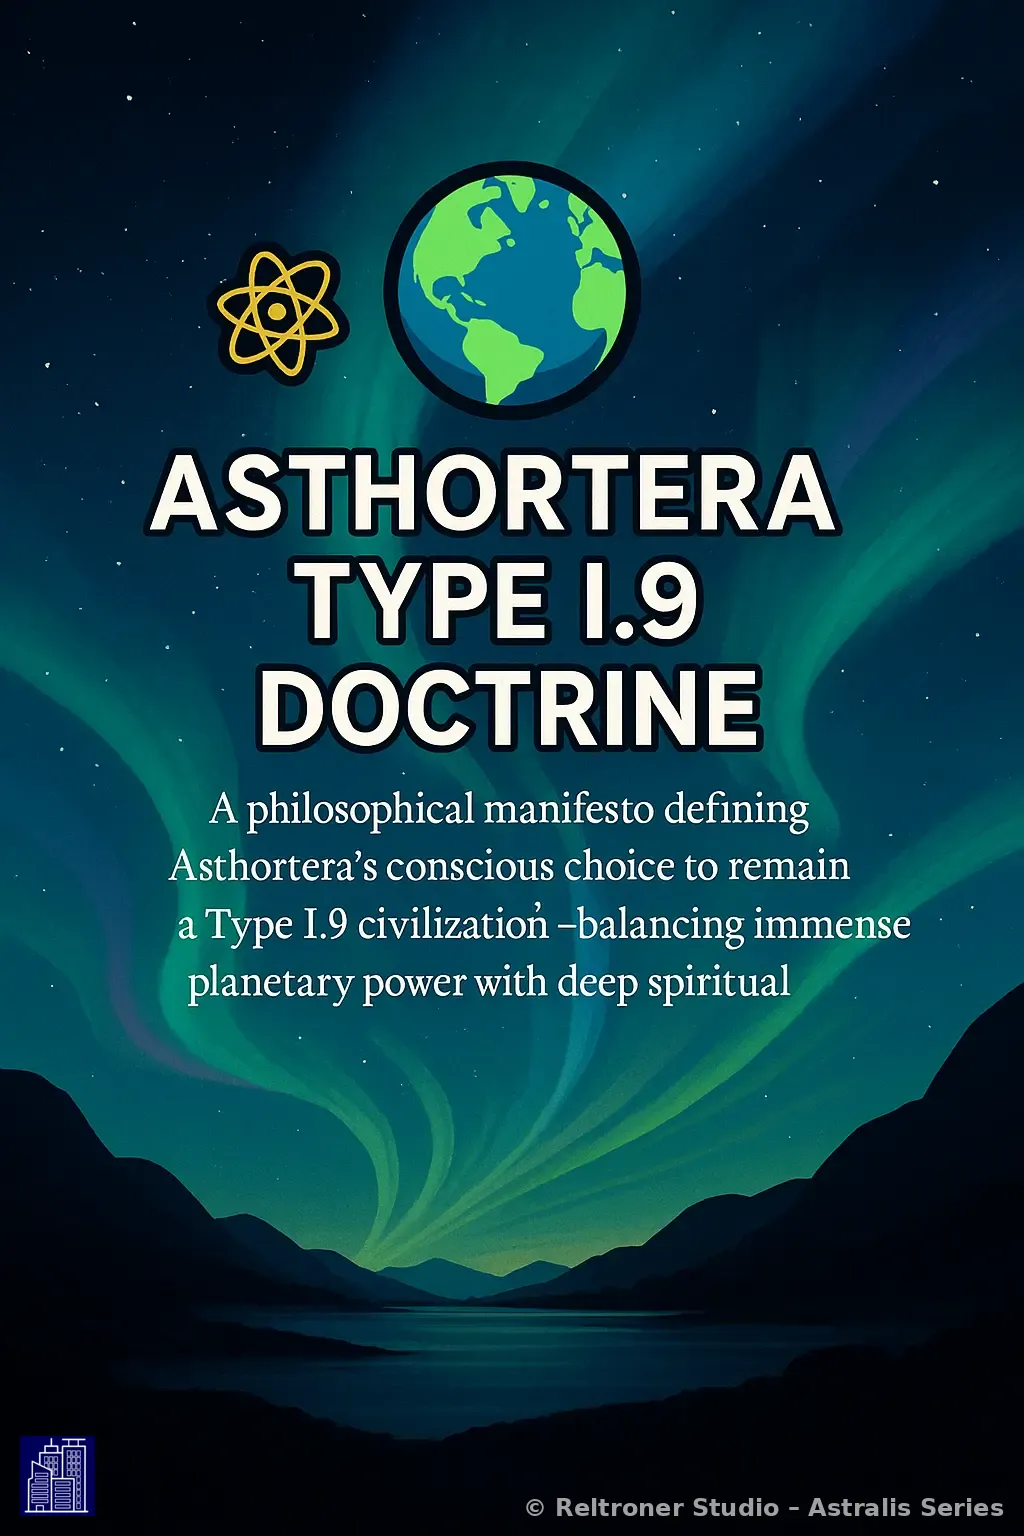 ASTHORTERA
TYPE I.9
DOCTRINE
A philosophical manifesto defining
Asthortera’s conscious choice to remain
a Type I.9 civilization’ –balancing immense
planetary power with deep spiritual
© Reltroner Studio – Astralis Series